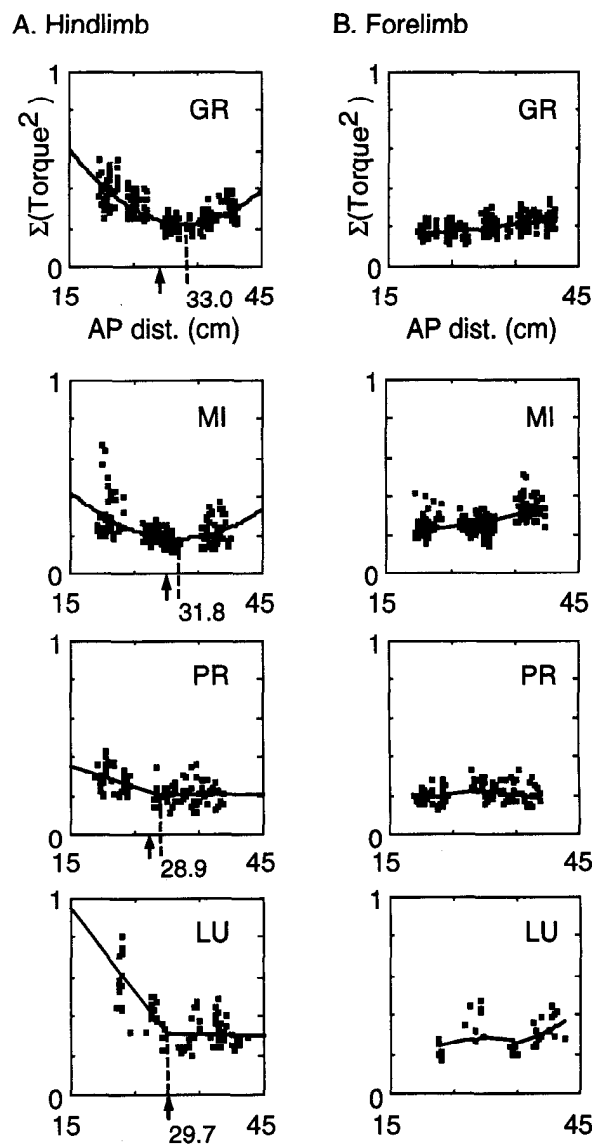 A. Hindlimb B. Forelimb
1 GR 1 GR
Σ(Torque²) Σ(Torque²)
0 0
15 33.0 45 15 45
AP dist. (cm) AP dist. (cm)
1 MI 1 MI
0 0
15 31.8 45 15 45
1 PR 1 PR
0 0
15 28.9 45 15 45
1 LU 1 LU
0 0
15 29.7 45 15 45